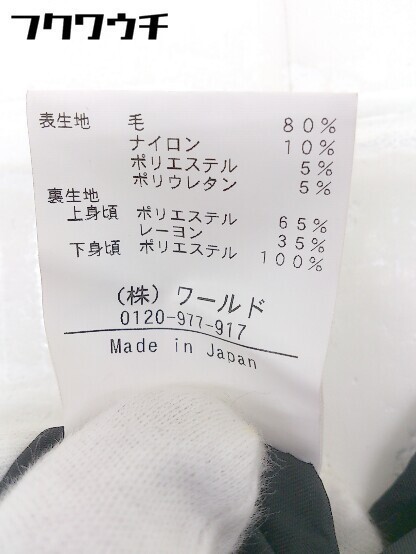 フクワウチ
表生地 毛 80%
ナイロン 10%
ポリエステル 5%
ポリウレタン 5%
裏生地
上身頃 ポリエステル 65%
レーヨン 35%
下身頃 ポリエステル 100%
(株) ワールド
0120-977-917
Made in Japan